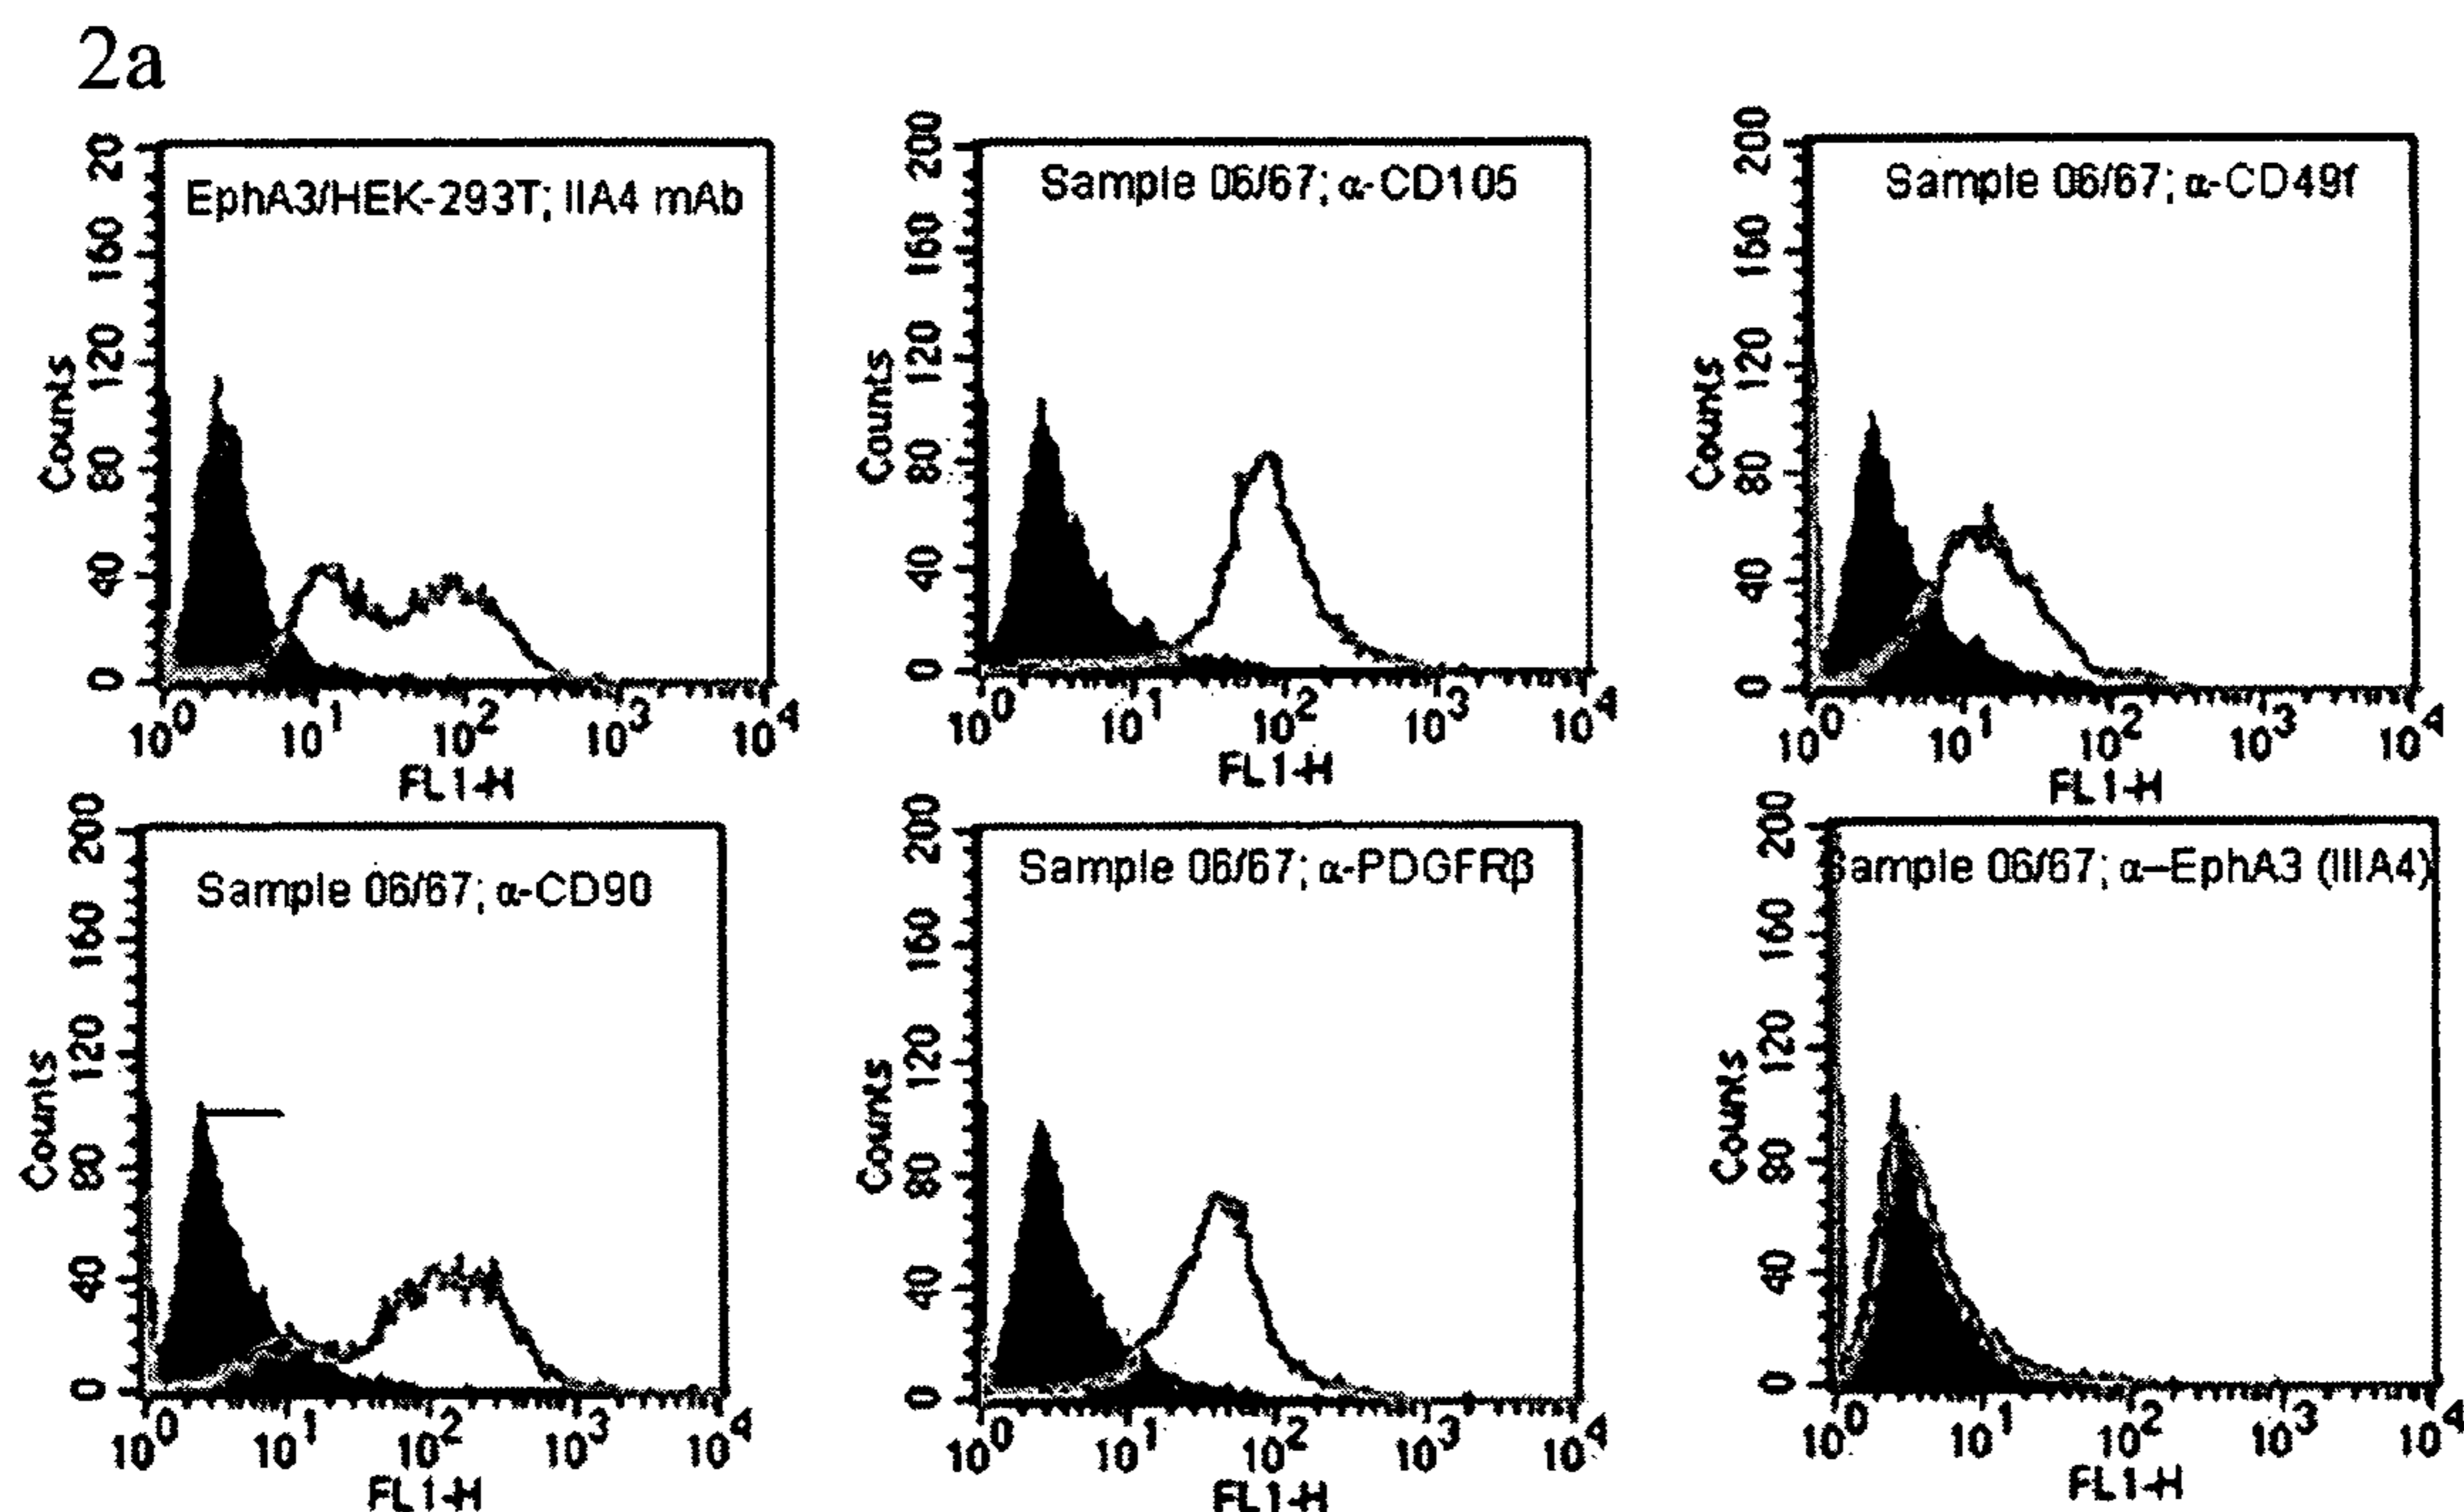 2a
20
160
120
80
40
0
Counts
EphA3/HEK-293T; IIA4 mAb
10^0 10^1 10^2 10^3 10^4
FL1-H
200
160
120
80
40
0
Counts
Sample 06/67; α-CD105
10^0 10^1 10^2 10^3 10^4
FL1-H
200
160
120
80
40
0
Counts
Sample 06/67; α-CD49f
10^0 10^1 10^2 10^3 10^4
FL1-H
200
160
120
80
40
0
Counts
Sample 06/67; α-CD90
10^0 10^1 10^2 10^3 10^4
FL1-H
200
160
120
80
40
0
Counts
Sample 06/67; α-PDGFRβ
10^0 10^1 10^2 10^3 10^4
FL1-H
200
160
120
80
40
0
Counts
Sample 06/67; α–EphA3 (IIIA4)
10^0 10^1 10^2 10^3 10^4
FL1-H